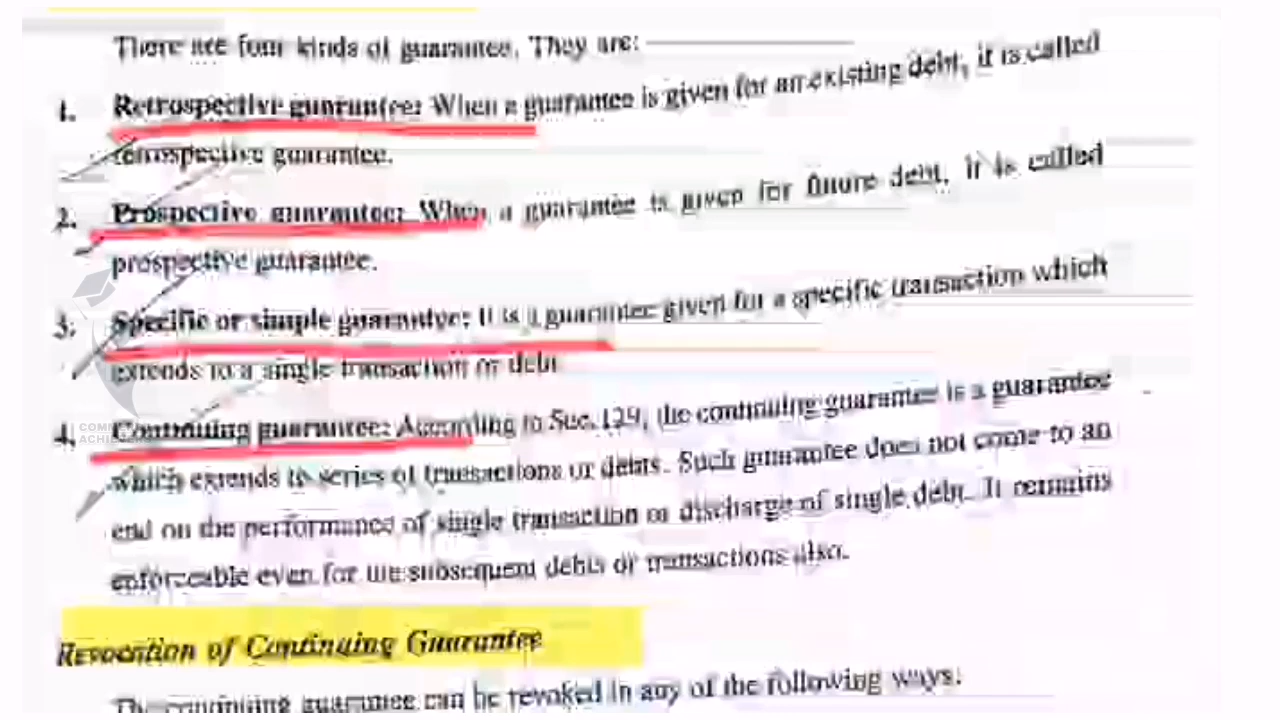 There are four kinds of guarantee. They are:
1. Retrospective guarantee: When a guarantee is given for an existing debt, it is called
retrospective guarantee.
2. Prospective guarantee: When a guarantee is given for future debt, it is called
prospective guarantee.
3. Specific or simple guarantee: It is a guarantee given for a specific transaction which
extends to a single transaction or debt
4. Continuing guarantee: According to Sec. 129, the continuing guarantee is a guarantee
which extends to series of transactions or debts. Such guarantee does not come to an
end on the performance of single transaction or discharge of single debt. It remains
enforceable even for the subsequent debts or transactions also.
Revocation of Continuing Guarantee
The continuing guarantee can be revoked in any of the following ways: